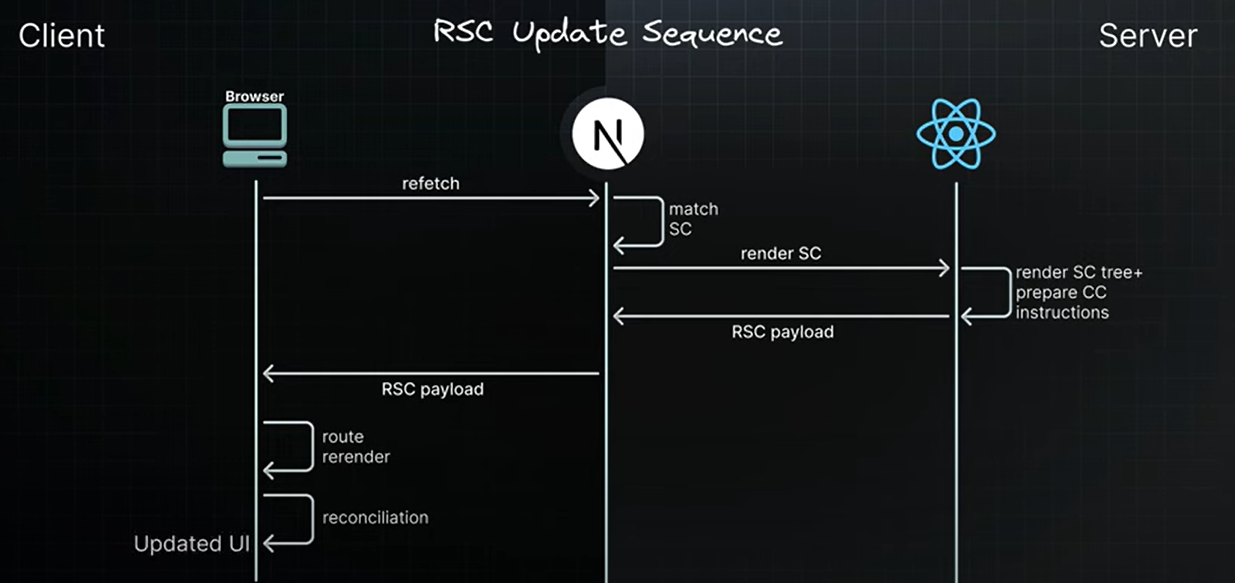 Client
RSC Update Sequence
Server
Browser
refetch
match
SC
render SC
render SC tree+
prepare CC
instructions
RSC payload
RSC payload
route
rerender
reconciliation
Updated UI